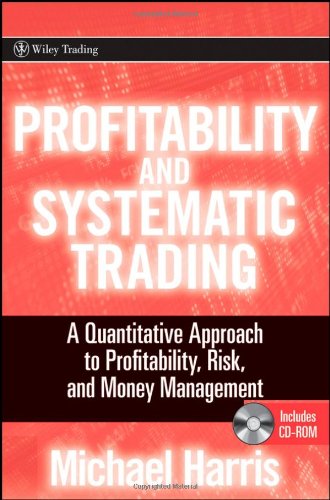 Wiley Trading
PROFITABILITY
AND
SYSTEMATIC
TRADING
A Quantitative Approach
to Profitability, Risk,
and Money Management
Includes
CD-ROM
Michael Harris